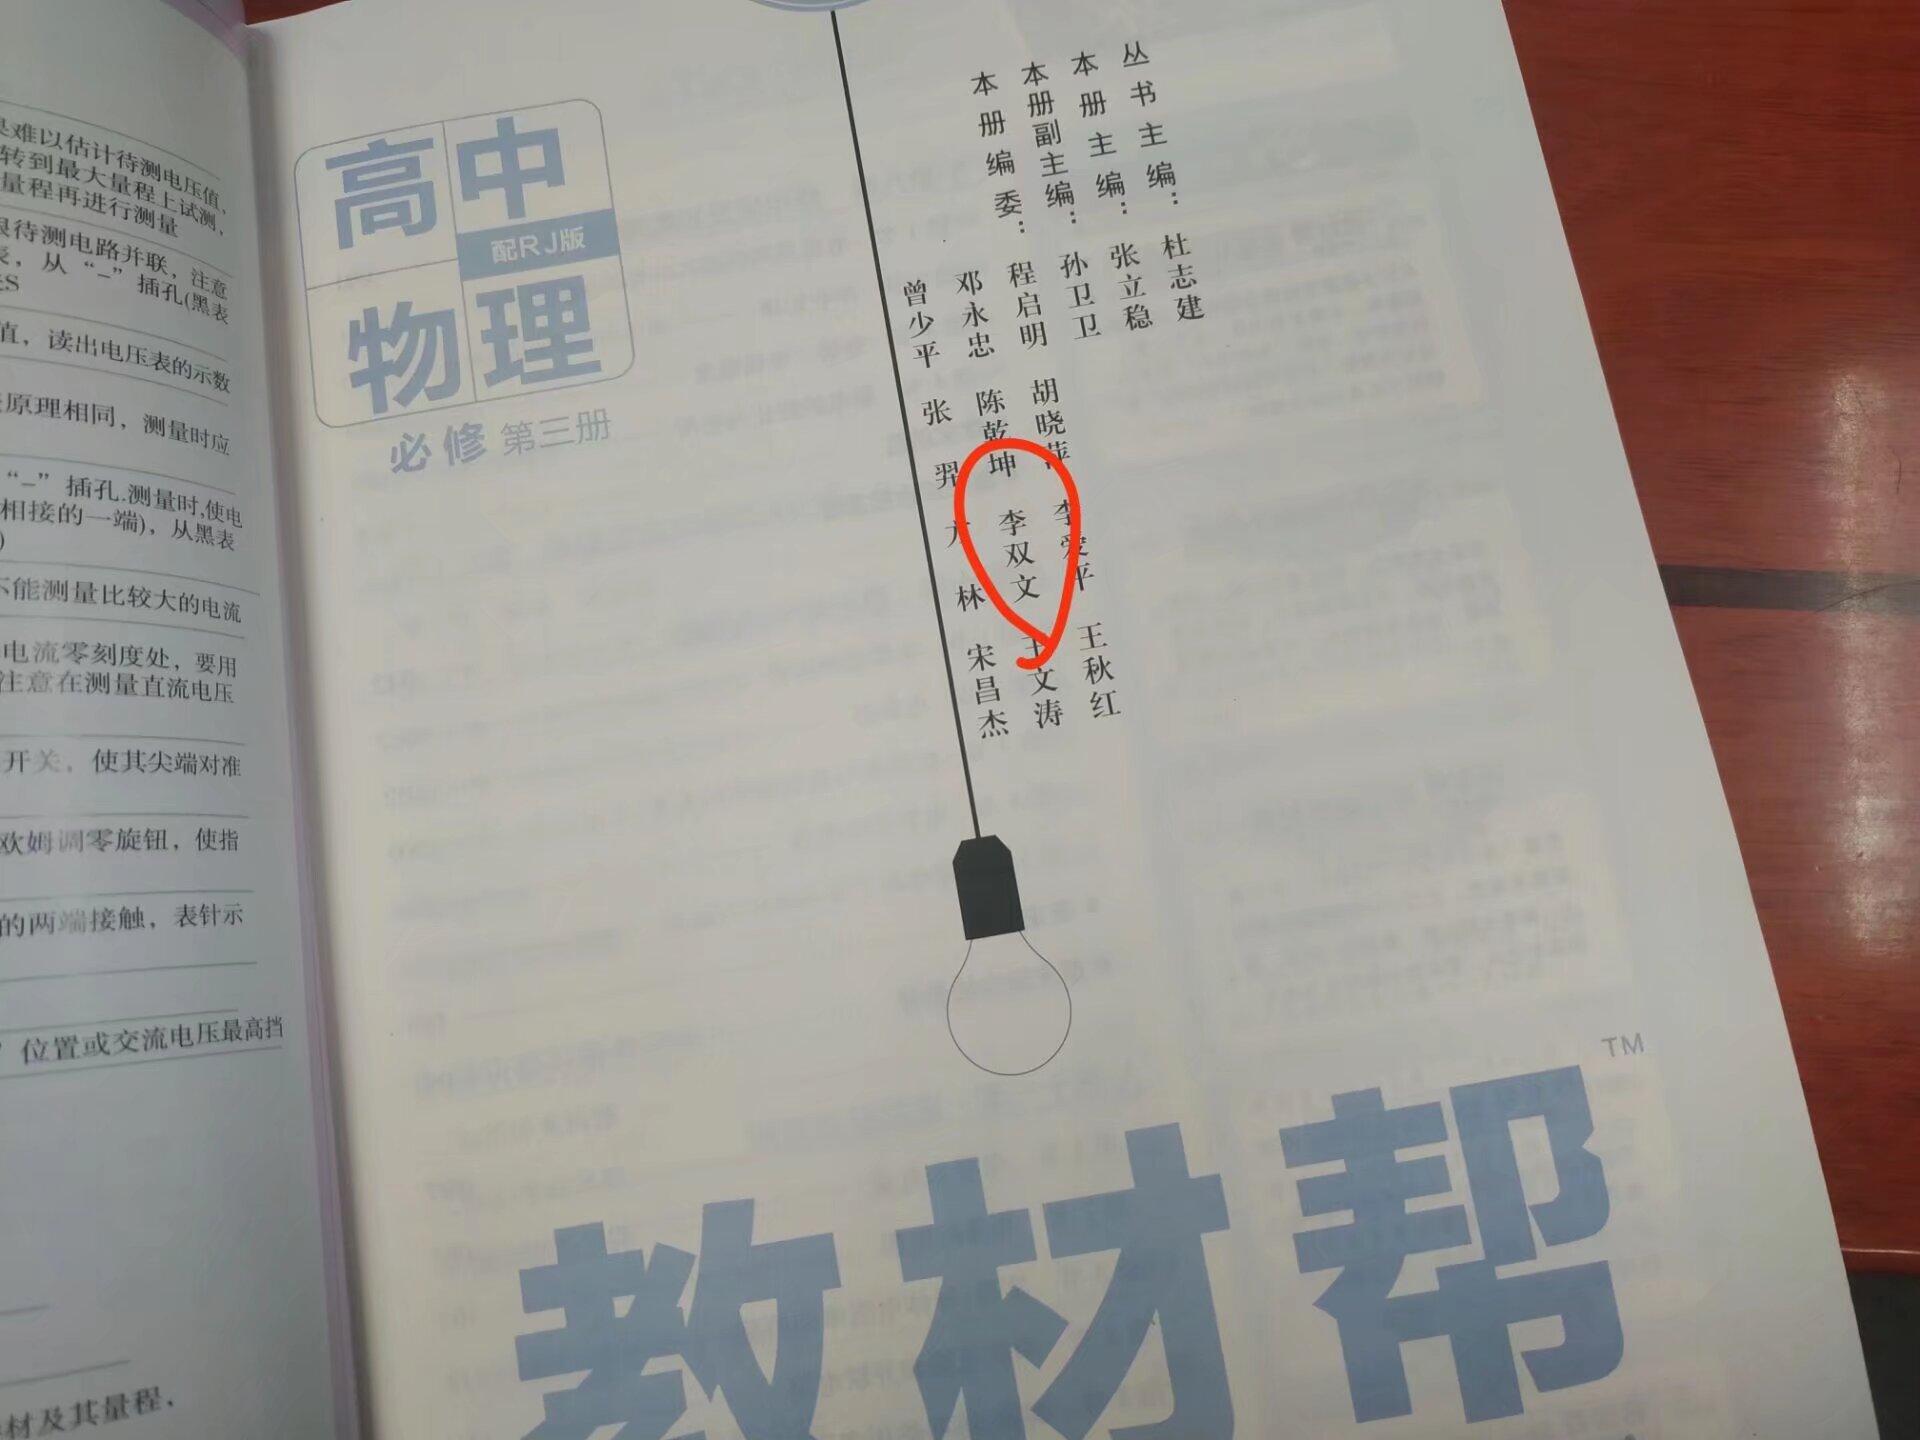 果难以估计待测电压值,
转到最大量程上试测,
量程再进行测量
待测电路并联, 注意
从“-”插孔(黑表
值, 读出电压表的示数
原理相同, 测量时应
“-”插孔.测量时,使电
相接的一端), 从黑表
不能测量比较大的电流
电流零刻度处, 要用
注意在测量直流电压
开关, 使其尖端对准
欧姆调零旋钮, 使指
的两端接触, 表针示
位置或交流电压最高挡
材及其量程,
高中
配RJ版
物理
必修 第三册
丛书主编: 杜志建
本册主编: 张立稳
本册副主编: 孙卫卫
本册编委: 程启明 胡晓萍 李爱平 王秋红
邓永忠 陈乾坤 李双文 王文涛
曾少平 张羿 方林 宋昌杰
教材帮
TM